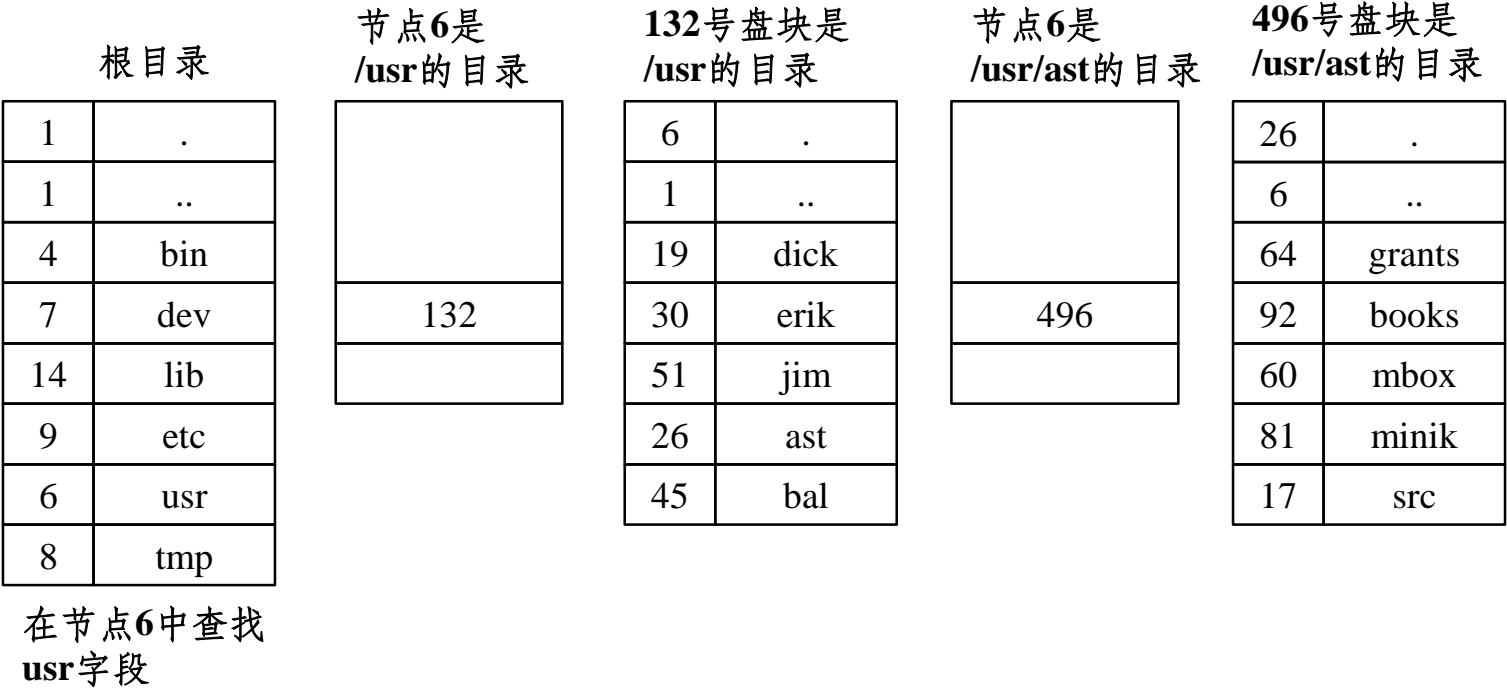 根目录
1 .
1 ..
4 bin
7 dev
14 lib
9 etc
6 usr
8 tmp
在节点6中查找
usr字段
节点6是
/usr的目录
132
132号盘块是
/usr的目录
6 .
1 ..
19 dick
30 erik
51 jim
26 ast
45 bal
节点6是
/usr/ast的目录
496
496号盘块是
/usr/ast的目录
26 .
6 ..
64 grants
92 books
60 mbox
81 minik
17 src